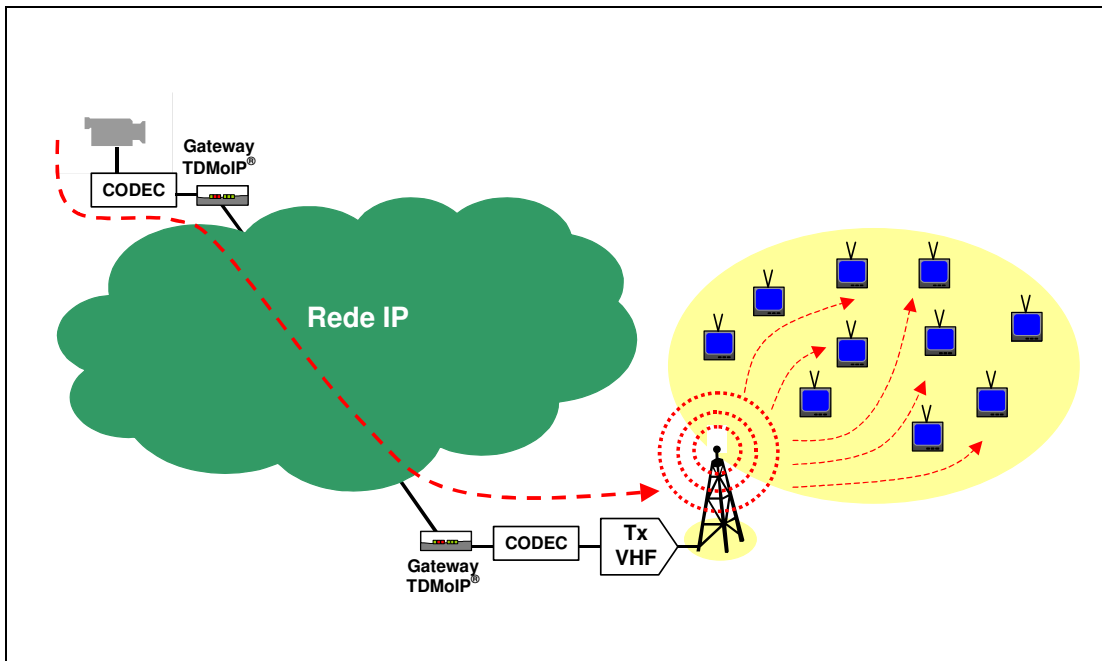 Gateway
TDMoIP®
CODEC
Rede IP
Gateway
TDMoIP®
CODEC
Tx
VHF